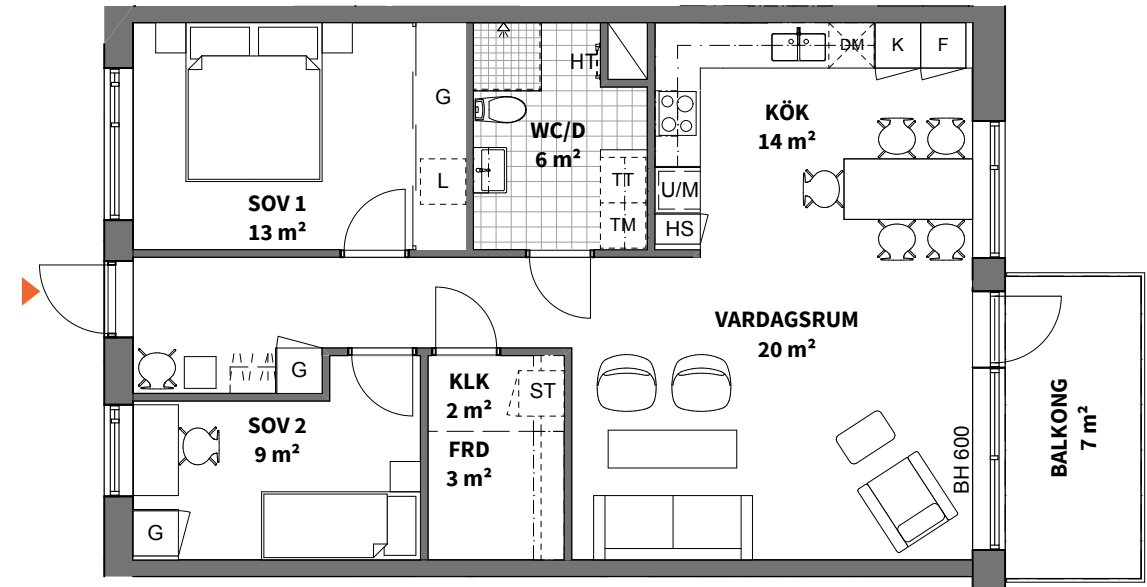 HT
DM
K
F
G
KÖK
14 m²
WC/D
6 m²
L
TT
U/M
SOV 1
13 m²
TM
HS
VARDAGSRUM
20 m²
G
KLK
2 m²
ST
SOV 2
9 m²
FRD
3 m²
BH 600
BALKONG
7 m²
G